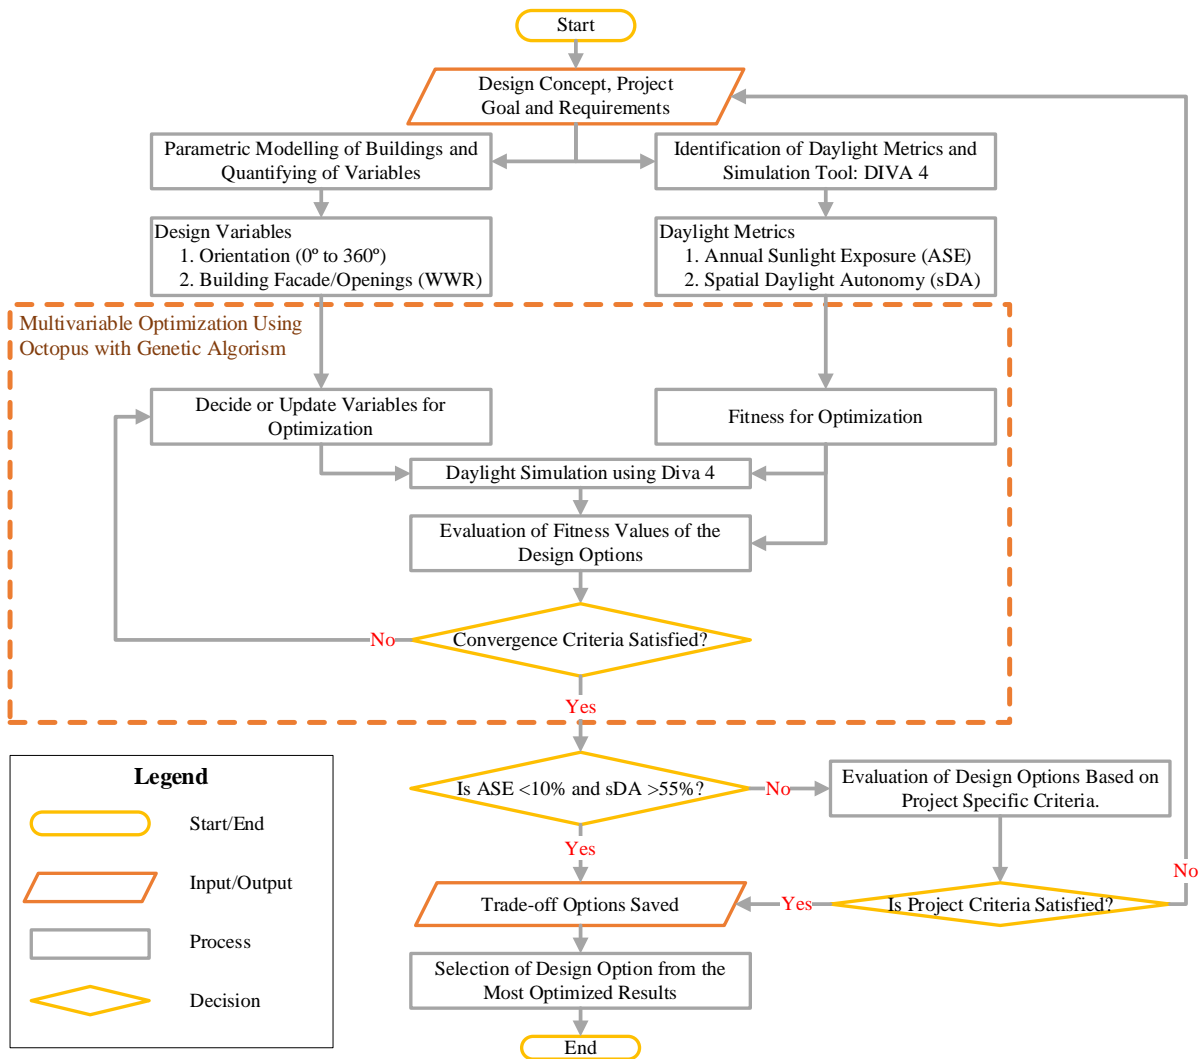 Start
Design Concept, Project
Goal and Requirements
Parametric Modelling of Buildings and
Quantifying of Variables
Identification of Daylight Metrics and
Simulation Tool: DIVA 4
Design Variables
1. Orientation (0º to 360º)
2. Building Facade/Openings (WWR)
Daylight Metrics
1. Annual Sunlight Exposure (ASE)
2. Spatial Daylight Autonomy (sDA)
Multivariable Optimization Using
Octopus with Genetic Algorism
Decide or Update Variables for
Optimization
Fitness for Optimization
Daylight Simulation using Diva 4
Evaluation of Fitness Values of the
Design Options
No
Convergence Criteria Satisfied?
Yes
Is ASE <10% and sDA >55%?
No
Evaluation of Design Options Based on
Project Specific Criteria.
Yes
No
Trade-off Options Saved
Yes
Is Project Criteria Satisfied?
Selection of Design Option from the
Most Optimized Results
End
Legend
Start/End
Input/Output
Process
Decision